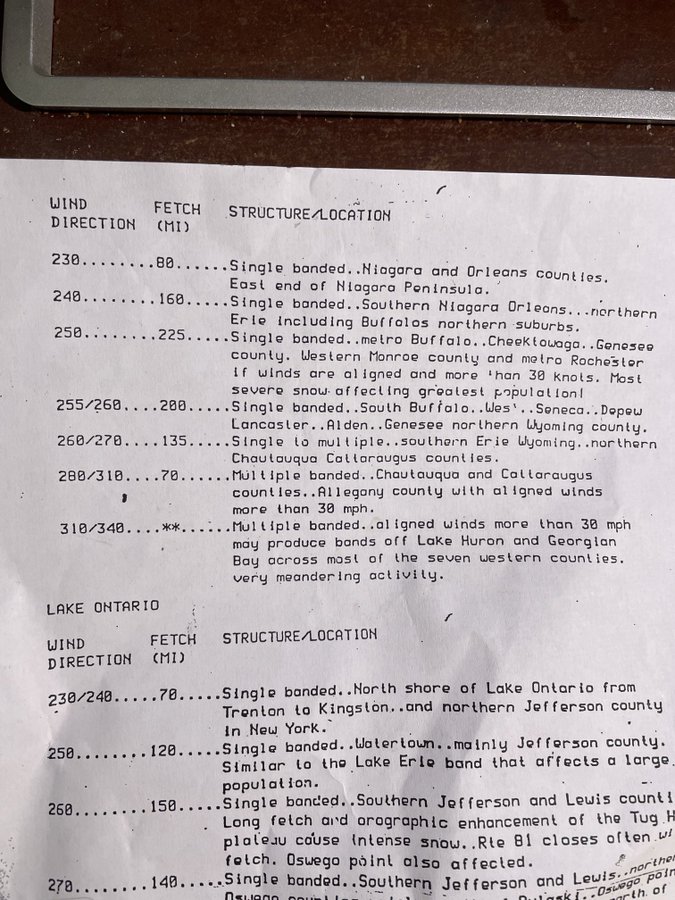 WIND FETCH STRUCTURE/LOCATION
DIRECTION (MI)
230........80......Single banded..Niagara and Orleans counties.
East end of Niagara Peninsula.
240........160.....Single banded..Southern Niagara Orleans...northern
Erie including Buffalos northern suburbs.
250........225.....Single banded..metro Buffalo..Cheektowaga..Genesee
county. Western Monroe county and metro Rochester
if winds are aligned and more than 30 knots. Most
severe snow affecting greatest population!
255/260....200.....Single banded..South Buffalo..Wes'..Seneca..Depew
Lancaster..Alden..Genesee northern Wyoming county.
260/270....135.....Single to multiple..southern Erie Wyoming..northern
Chautauqua Cattaraugus counties.
280/310....70......Multiple banded..Chautauqua and Cattaraugus
counties..Allegany county with aligned winds
more than 30 mph.
310/340....**......Multiple banded..aligned winds more than 30 mph
may produce bands off Lake Huron and Georgian
Bay across most of the seven western counties.
very meandering activity.
LAKE ONTARIO
WIND FETCH STRUCTURE/LOCATION
DIRECTION (MI)
230/240.....70.....Single banded..North shore of Lake Ontario from
Trenton to Kingston..and northern Jefferson county
in New York.
250........120.....Single banded..Watertown..mainly Jefferson county.
Similar to the Lake Erie band that affects a large
population.
260........150.....Single banded..Southern Jefferson and Lewis counti
Long fetch and orographic enhancement of the Tug H
plateau cause intense snow..Rte 81 closes often wi
fetch. Oswego point also affected.
270........140.....Single banded..Southern Jefferson and Lewis..northe
Oswego Pulaski..Oswego poin
rth of